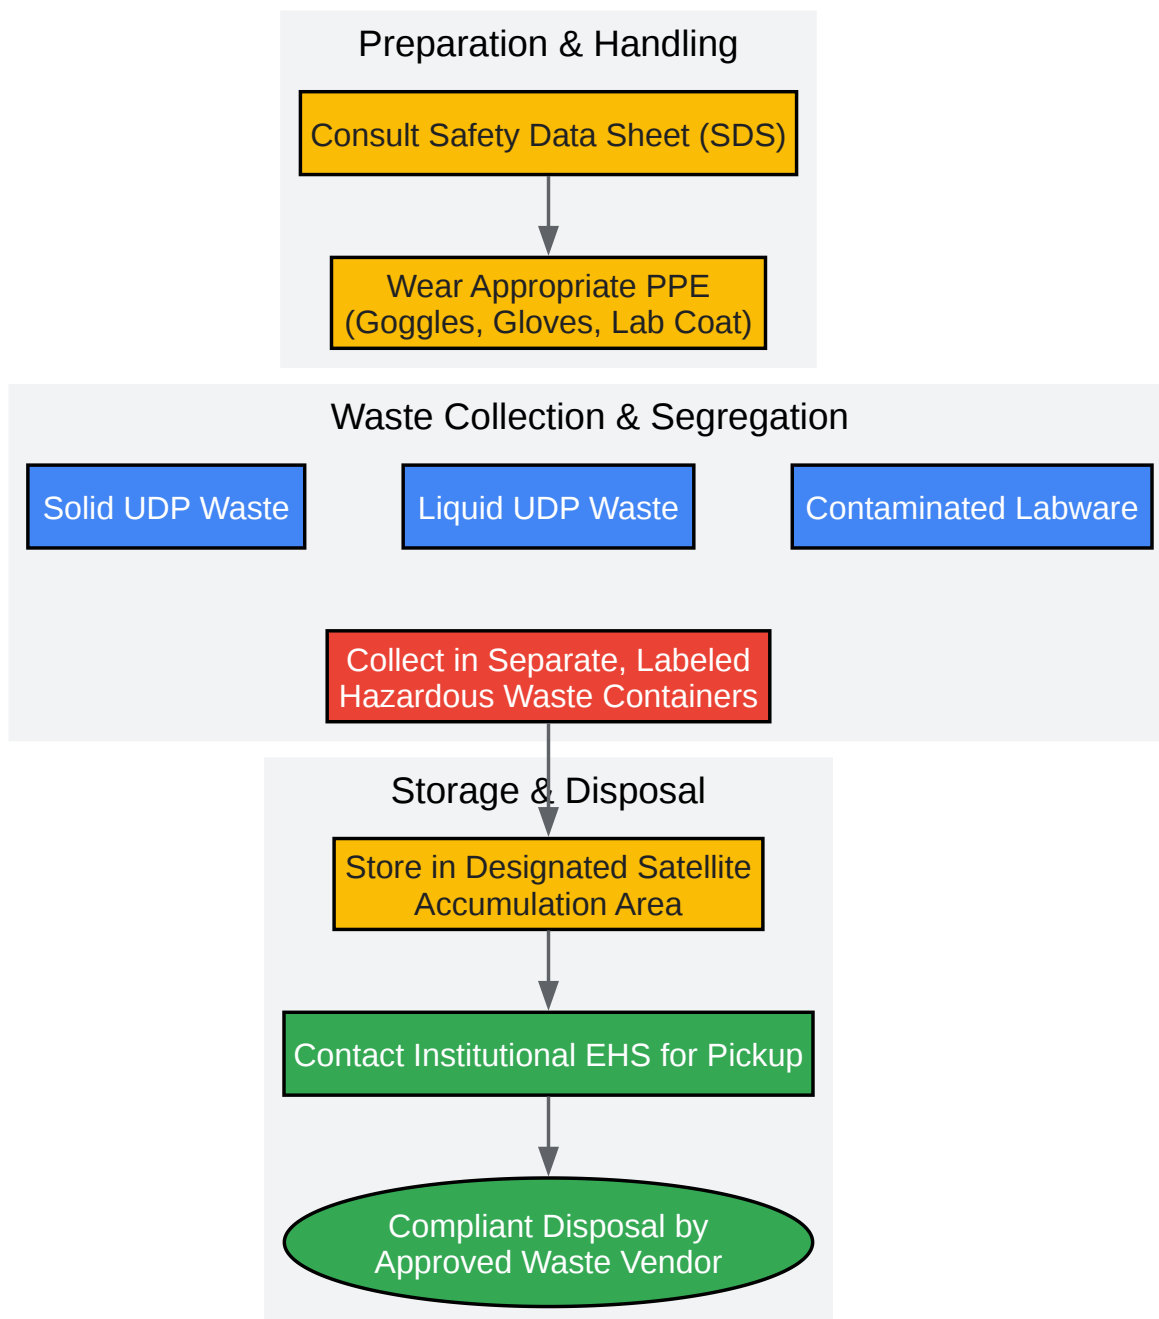 Preparation & Handling
Consult Safety Data Sheet (SDS)
Wear Appropriate PPE
(Goggles, Gloves, Lab Coat)
Waste Collection & Segregation
Solid UDP Waste
Liquid UDP Waste
Contaminated Labware
Collect in Separate, Labeled
Hazardous Waste Containers
Storage & Disposal
Store in Designated Satellite
Accumulation Area
Contact Institutional EHS for Pickup
Compliant Disposal by
Approved Waste Vendor